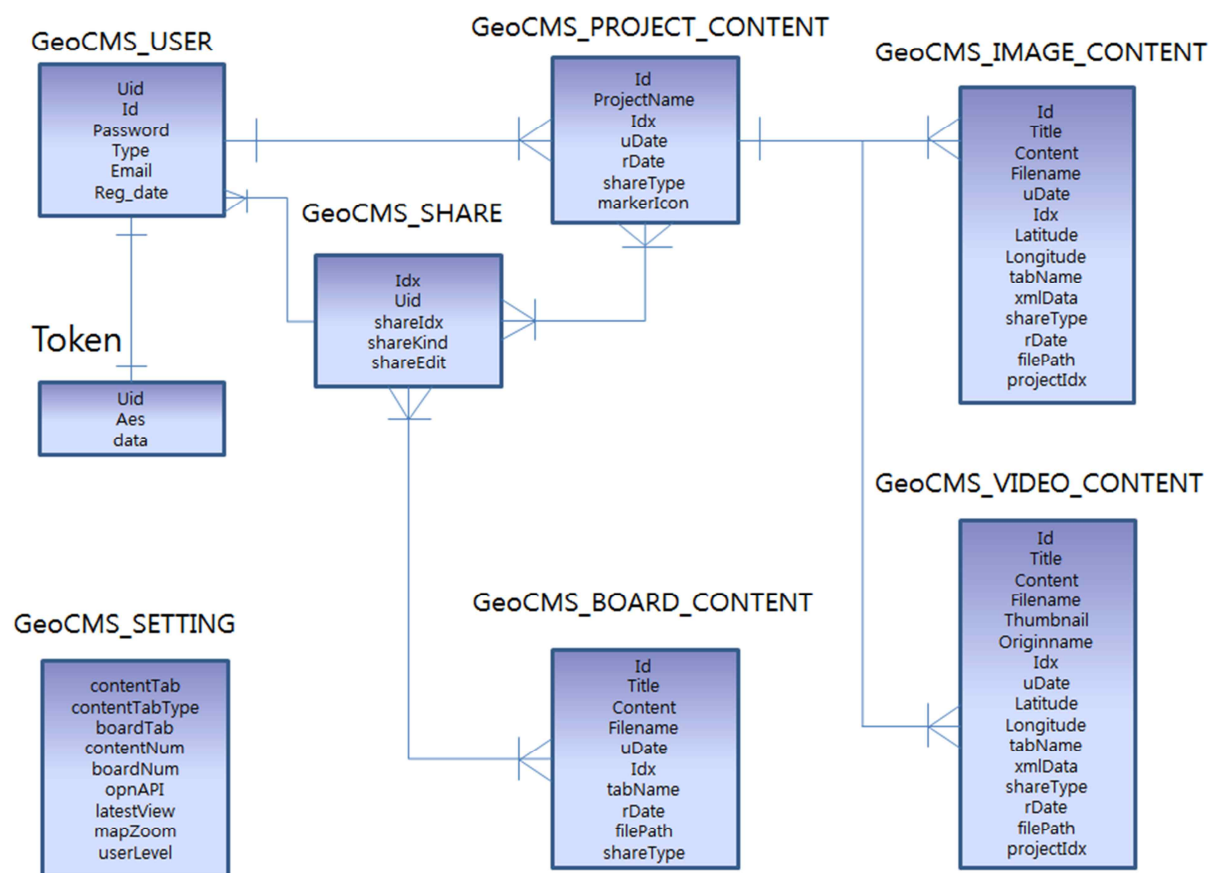 GeoCMS_USER
Uid
Id
Password
Type
Email
Reg_date
GeoCMS_PROJECT_CONTENT
Id
ProjectName
Idx
uDate
rDate
shareType
markerIcon
GeoCMS_IMAGE_CONTENT
Id
Title
Content
Filename
uDate
Idx
Latitude
Longitude
tabName
xmlData
shareType
rDate
filePath
projectIdx
GeoCMS_SHARE
Idx
Uid
shareIdx
shareKind
shareEdit
Token
Uid
Aes
data
GeoCMS_VIDEO_CONTENT
Id
Title
Content
Filename
Thumbnail
Originname
Idx
uDate
Latitude
Longitude
tabName
xmlData
shareType
rDate
filePath
projectIdx
GeoCMS_BOARD_CONTENT
Id
Title
Content
Filename
uDate
Idx
tabName
rDate
filePath
shareType
GeoCMS_SETTING
contentTab
contentTabType
boardTab
contentNum
boardNum
opnAPI
latestView
mapZoom
userLevel